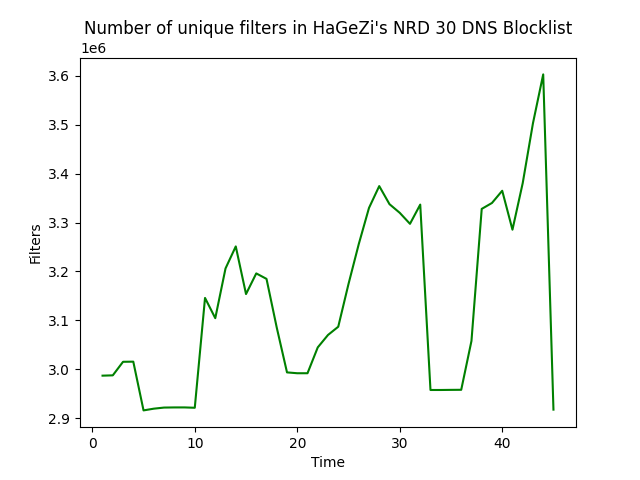 Number of unique filters in HaGeZi's NRD 30 DNS Blocklist
1e6
3.6
3.5
3.4
3.3
3.2
3.1
3.0
2.9
Filters
0 10 20 30 40
Time